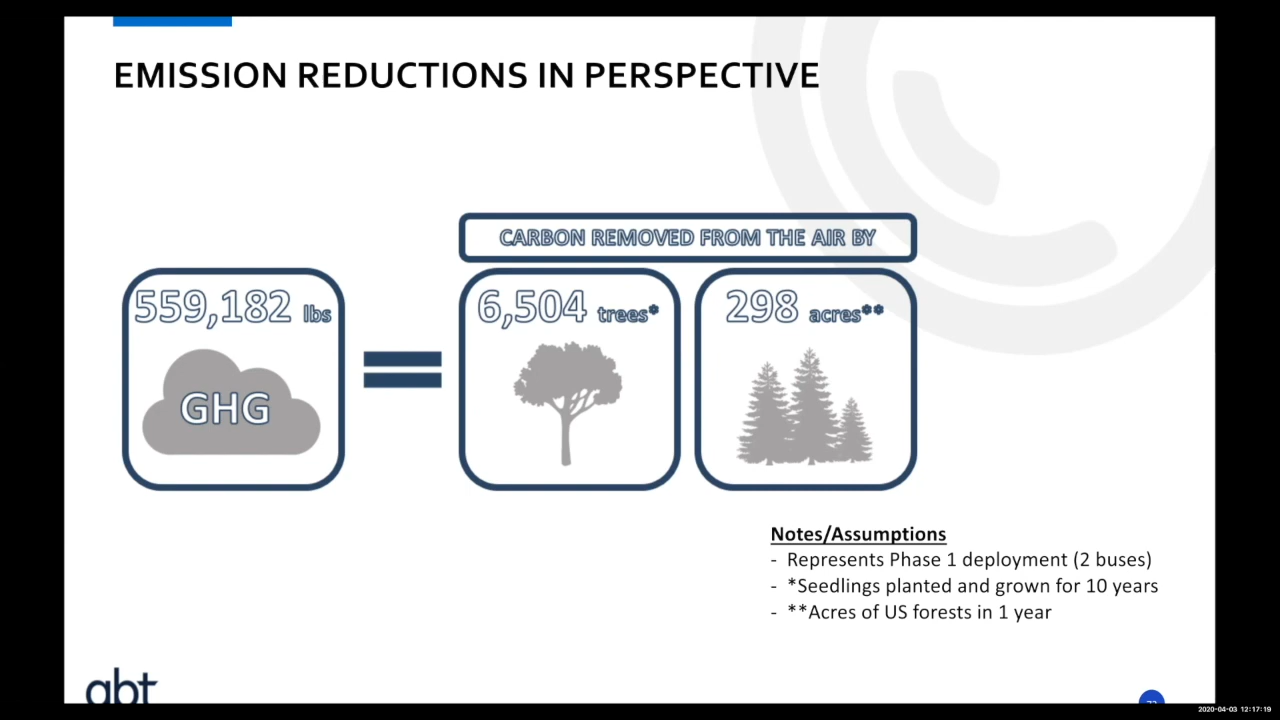 EMISSION REDUCTIONS IN PERSPECTIVE
CARBON REMOVED FROM THE AIR BY
559,182 lbs
GHG
6,504 trees*
298 acres**
Notes/Assumptions
- Represents Phase 1 deployment (2 buses)
- *Seedlings planted and grown for 10 years
- **Acres of US forests in 1 year
abt
2020-04-03 12:17:19